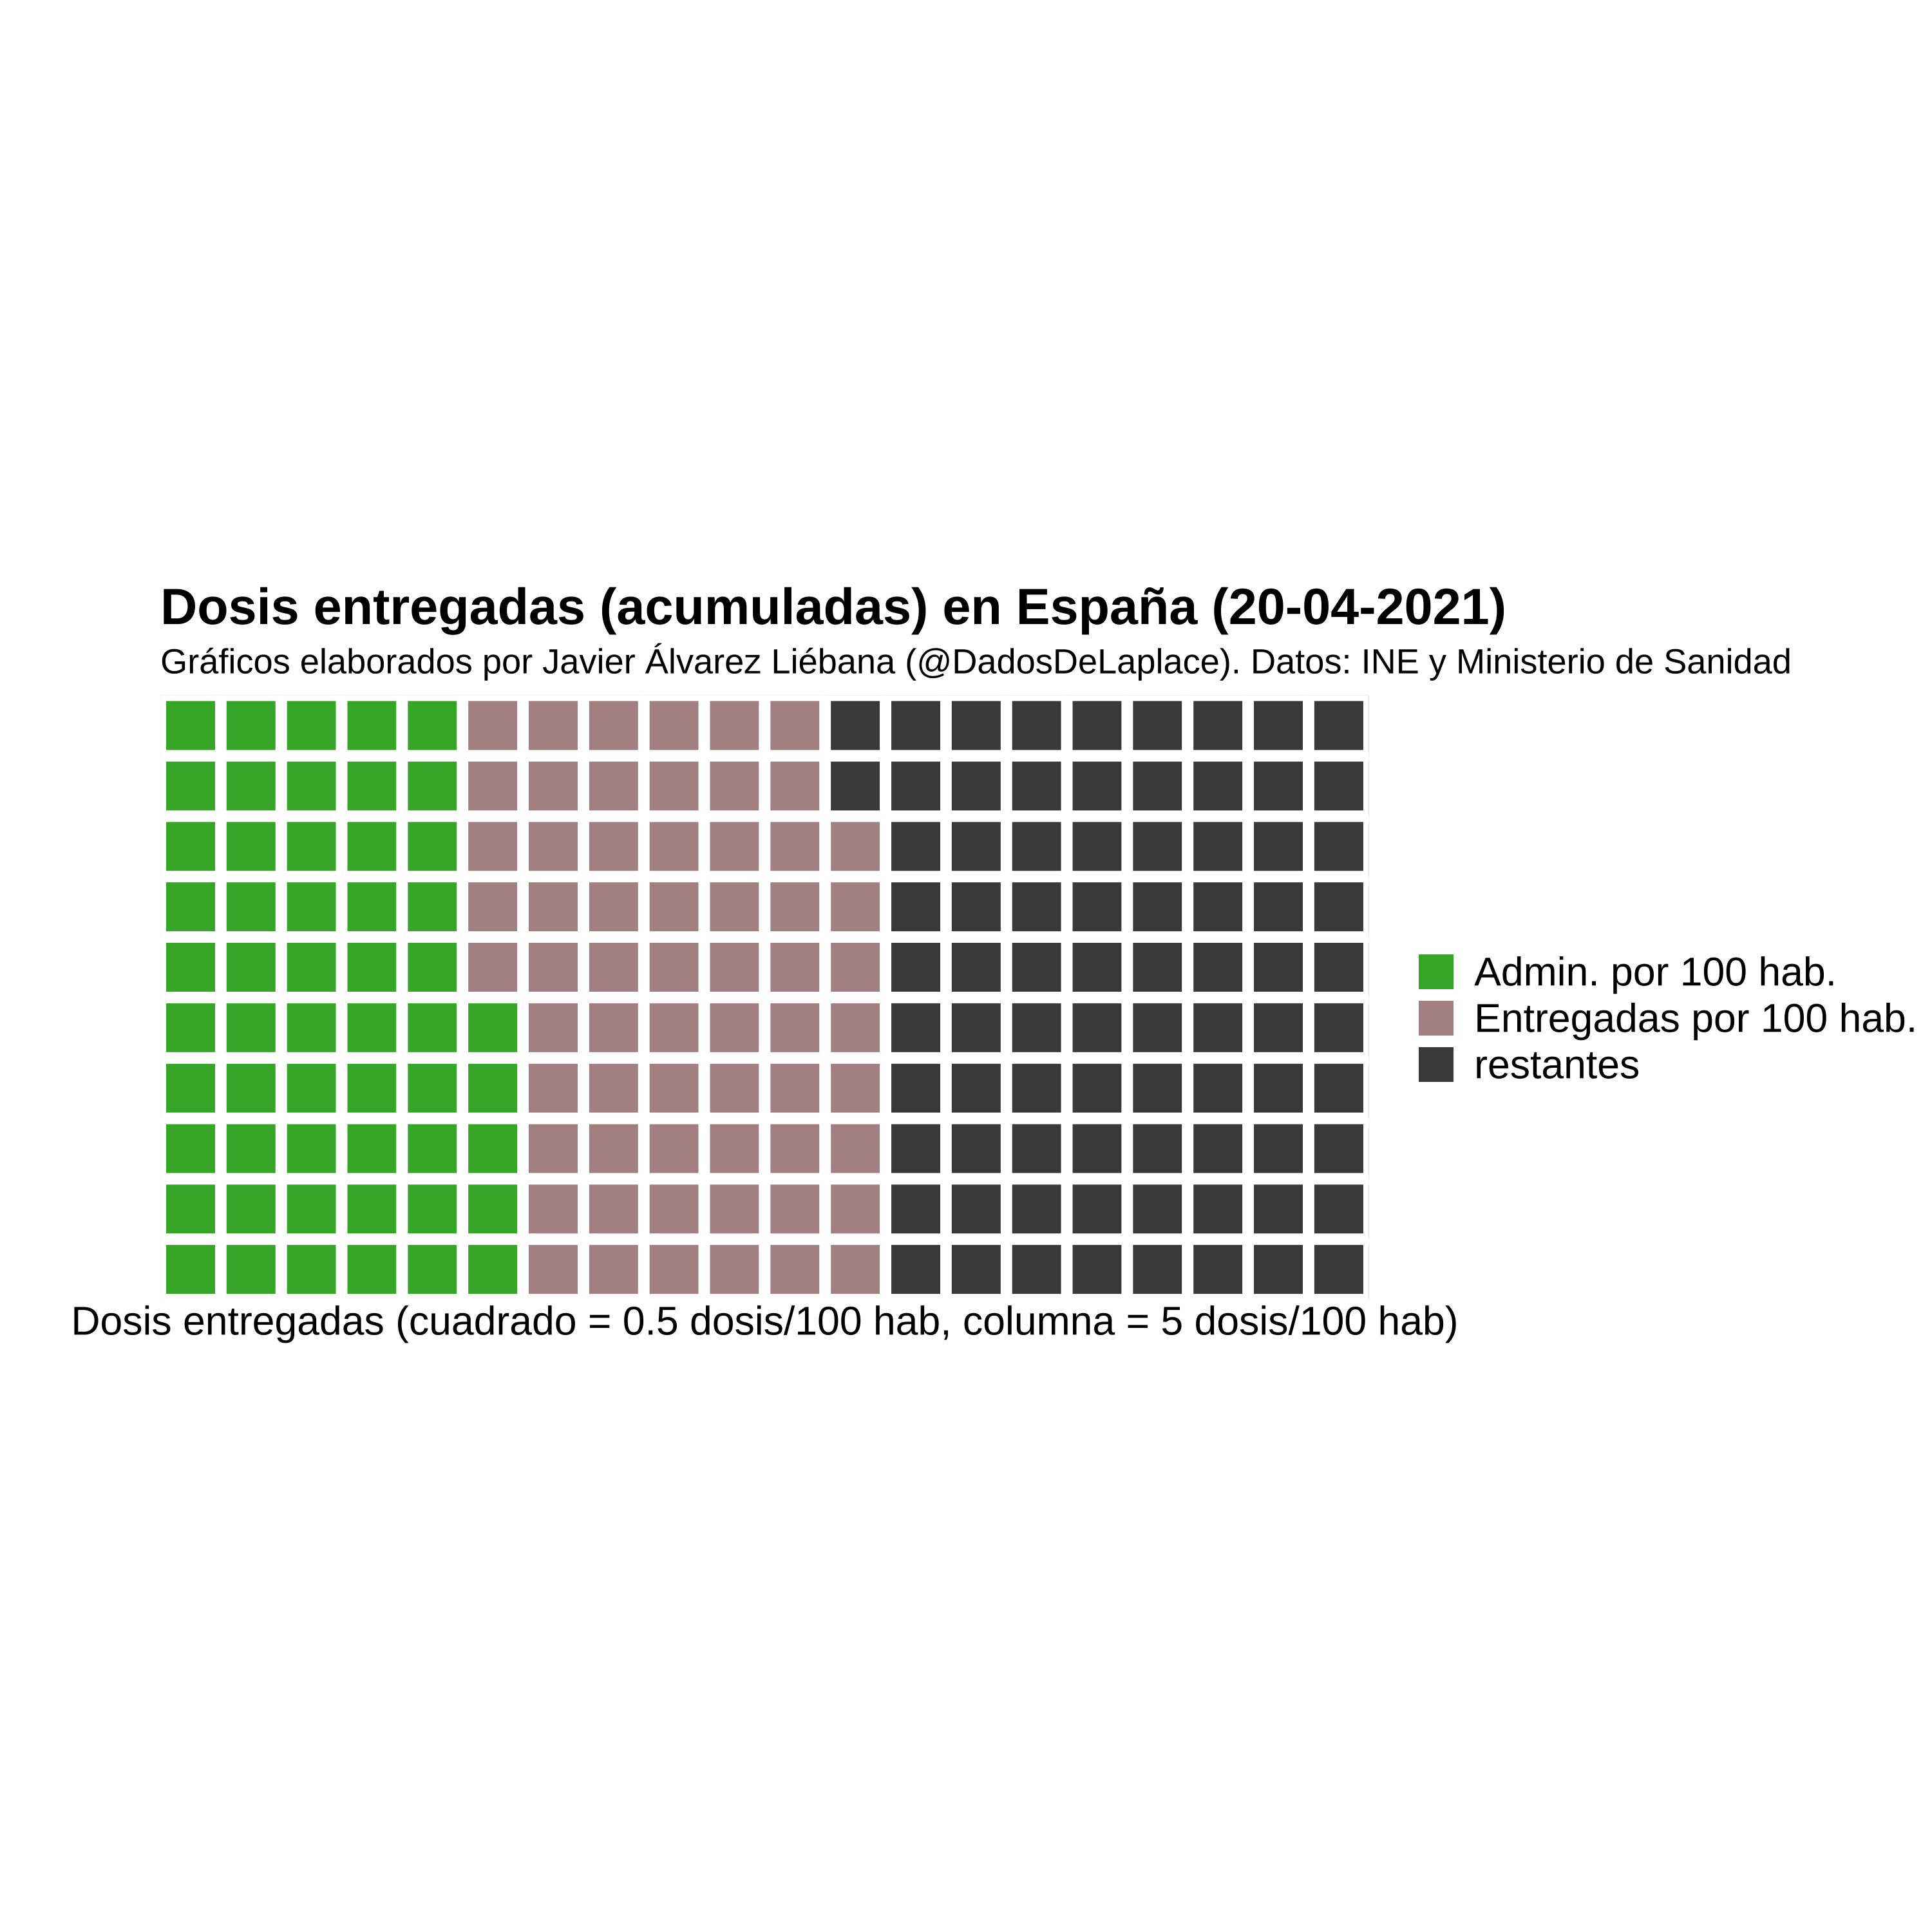 Dosis entregadas (acumuladas) en España (20-04-2021)
Gráficos elaborados por Javier Álvarez Liébana (@DadosDeLaplace). Datos: INE y Ministerio de Sanidad
Admin. por 100 hab.
Entregadas por 100 hab.
restantes
Dosis entregadas (cuadrado = 0.5 dosis/100 hab, columna = 5 dosis/100 hab)